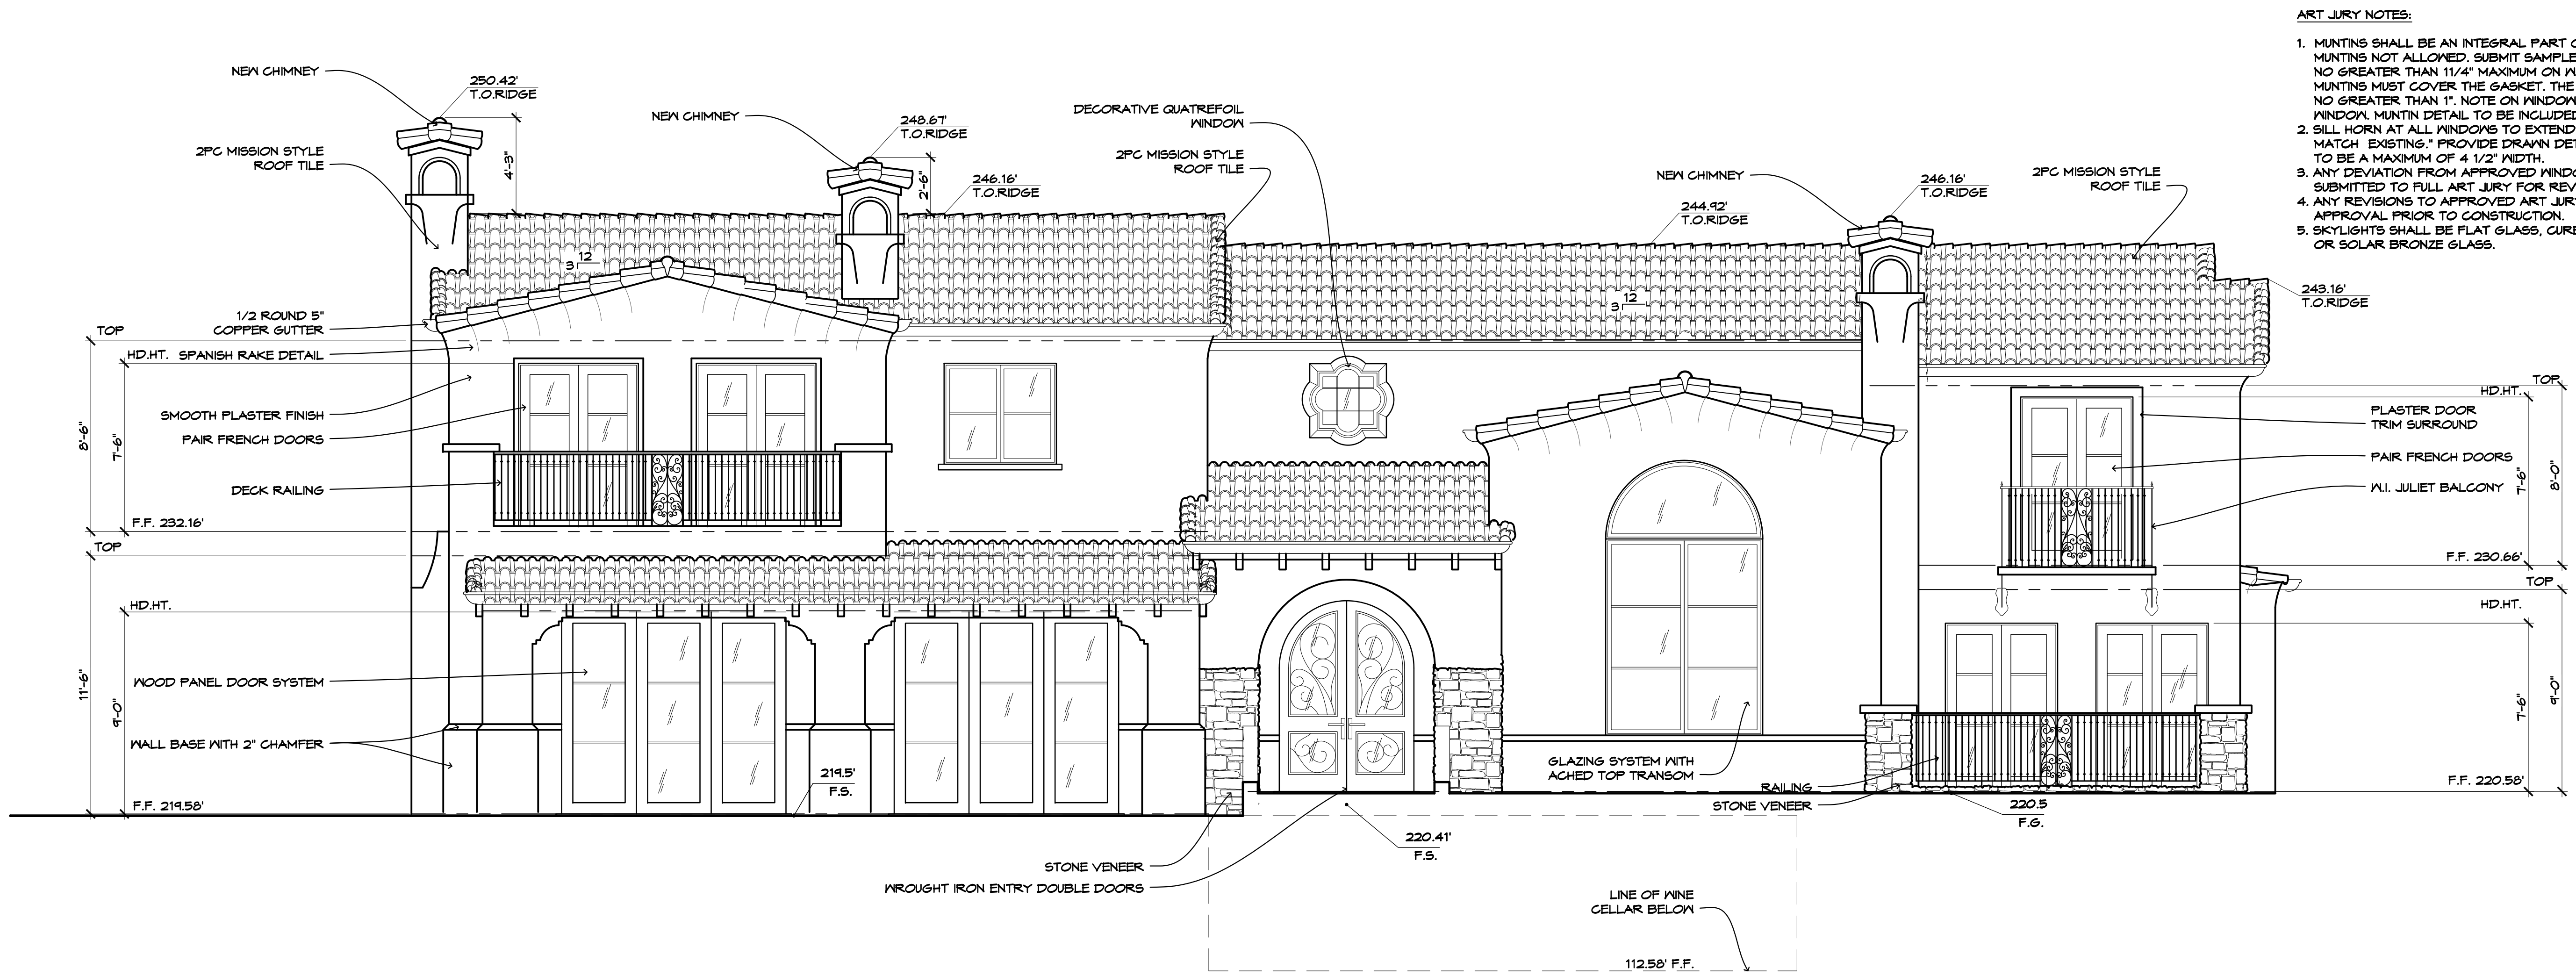 ART JURY NOTES:
1. MUNTINS SHALL BE AN INTEGRAL PART
MUNTINS NOT ALLOWED. SUBMIT SAMPLE
NO GREATER THAN 11/4" MAXIMUM ON
MUNTINS MUST COVER THE GASKET. THE
NO GREATER THAN 1". NOTE ON WINDOW
WINDOW. MUNTIN DETAIL TO BE INCLUDED
2. SILL HORN AT ALL WINDOWS TO EXTEND
MATCH EXISTING." PROVIDE DRAWN
TO BE A MAXIMUM OF 4 1/2" WIDTH.
3. ANY DEVIATION FROM APPROVED
SUBMITTED TO FULL ART JURY FOR
4. ANY REVISIONS TO APPROVED ART JURY
APPROVAL PRIOR TO CONSTRUCTION.
5. SKYLIGHTS SHALL BE FLAT GLASS,
OR SOLAR BRONZE GLASS.
NEW CHIMNEY
250.42'
T.O.RIDGE
4'-3"
2PC MISSION STYLE
ROOF TILE
NEW CHIMNEY
248.67'
T.O.RIDGE
2'-6"
246.16'
T.O.RIDGE
DECORATIVE QUATREFOIL
WINDOW
2PC MISSION STYLE
ROOF TILE
NEW CHIMNEY
246.16'
T.O.RIDGE
244.92'
T.O.RIDGE
2PC MISSION STYLE
ROOF TILE
243.16'
T.O.RIDGE
12
3
12
3
1/2 ROUND 5"
COPPER GUTTER
TOP
HD.HT.
SPANISH RAKE DETAIL
SMOOTH PLASTER FINISH
PAIR FRENCH DOORS
8'-6"
7'-6"
DECK RAILING
F.F. 232.16'
TOP
HD.HT.
11'-6"
9'-0"
WOOD PANEL DOOR SYSTEM
WALL BASE WITH 2" CHAMFER
F.F. 219.58'
219.5'
F.S.
STONE VENEER
WROUGHT IRON ENTRY DOUBLE DOORS
220.41'
F.S.
LINE OF WINE
CELLAR BELOW
112.58' F.F.
GLAZING SYSTEM WITH
ACHED TOP TRANSOM
RAILING
STONE VENEER
220.5
F.G.
TOP
HD.HT.
PLASTER DOOR
TRIM SURROUND
PAIR FRENCH DOORS
W.I. JULIET BALCONY
7'-6"
8'-0"
F.F. 230.66'
TOP
HD.HT.
7'-6"
9'-0"
F.F. 220.58'